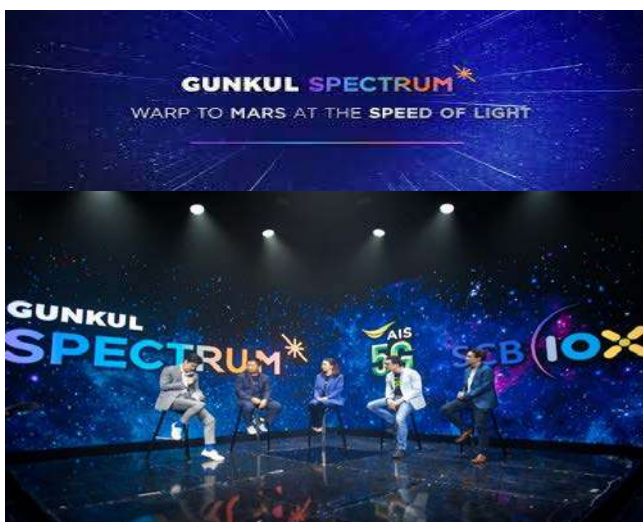 GUNKUL SPECTRUM
WARP TO MARS AT THE SPEED OF LIGHT
GUNKUL
SPECTRUM
AIS
5G
SCB 10X